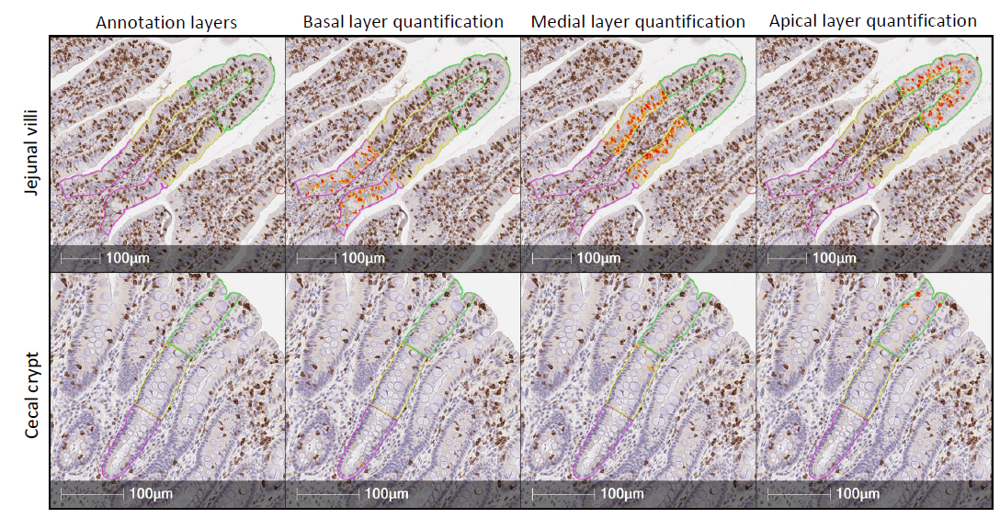 Annotation layers
Basal layer quantification
Medial layer quantification
Apical layer quantification
Jejunal villi
100µm
100µm
100µm
100µm
Cecal crypt
100µm
100µm
100µm
100µm